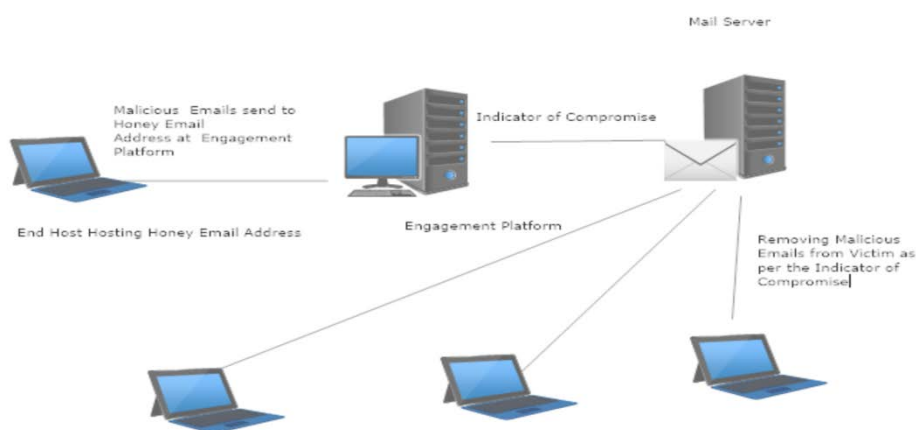 Mail Server
Malicious Emails send to
Honey Email
Address at Engagement
Platform
Indicator of Compromise
End Host Hosting Honey Email Address
Engagement Platform
Removing Malicious
Emails from Victim as
per the Indicator of
Compromise